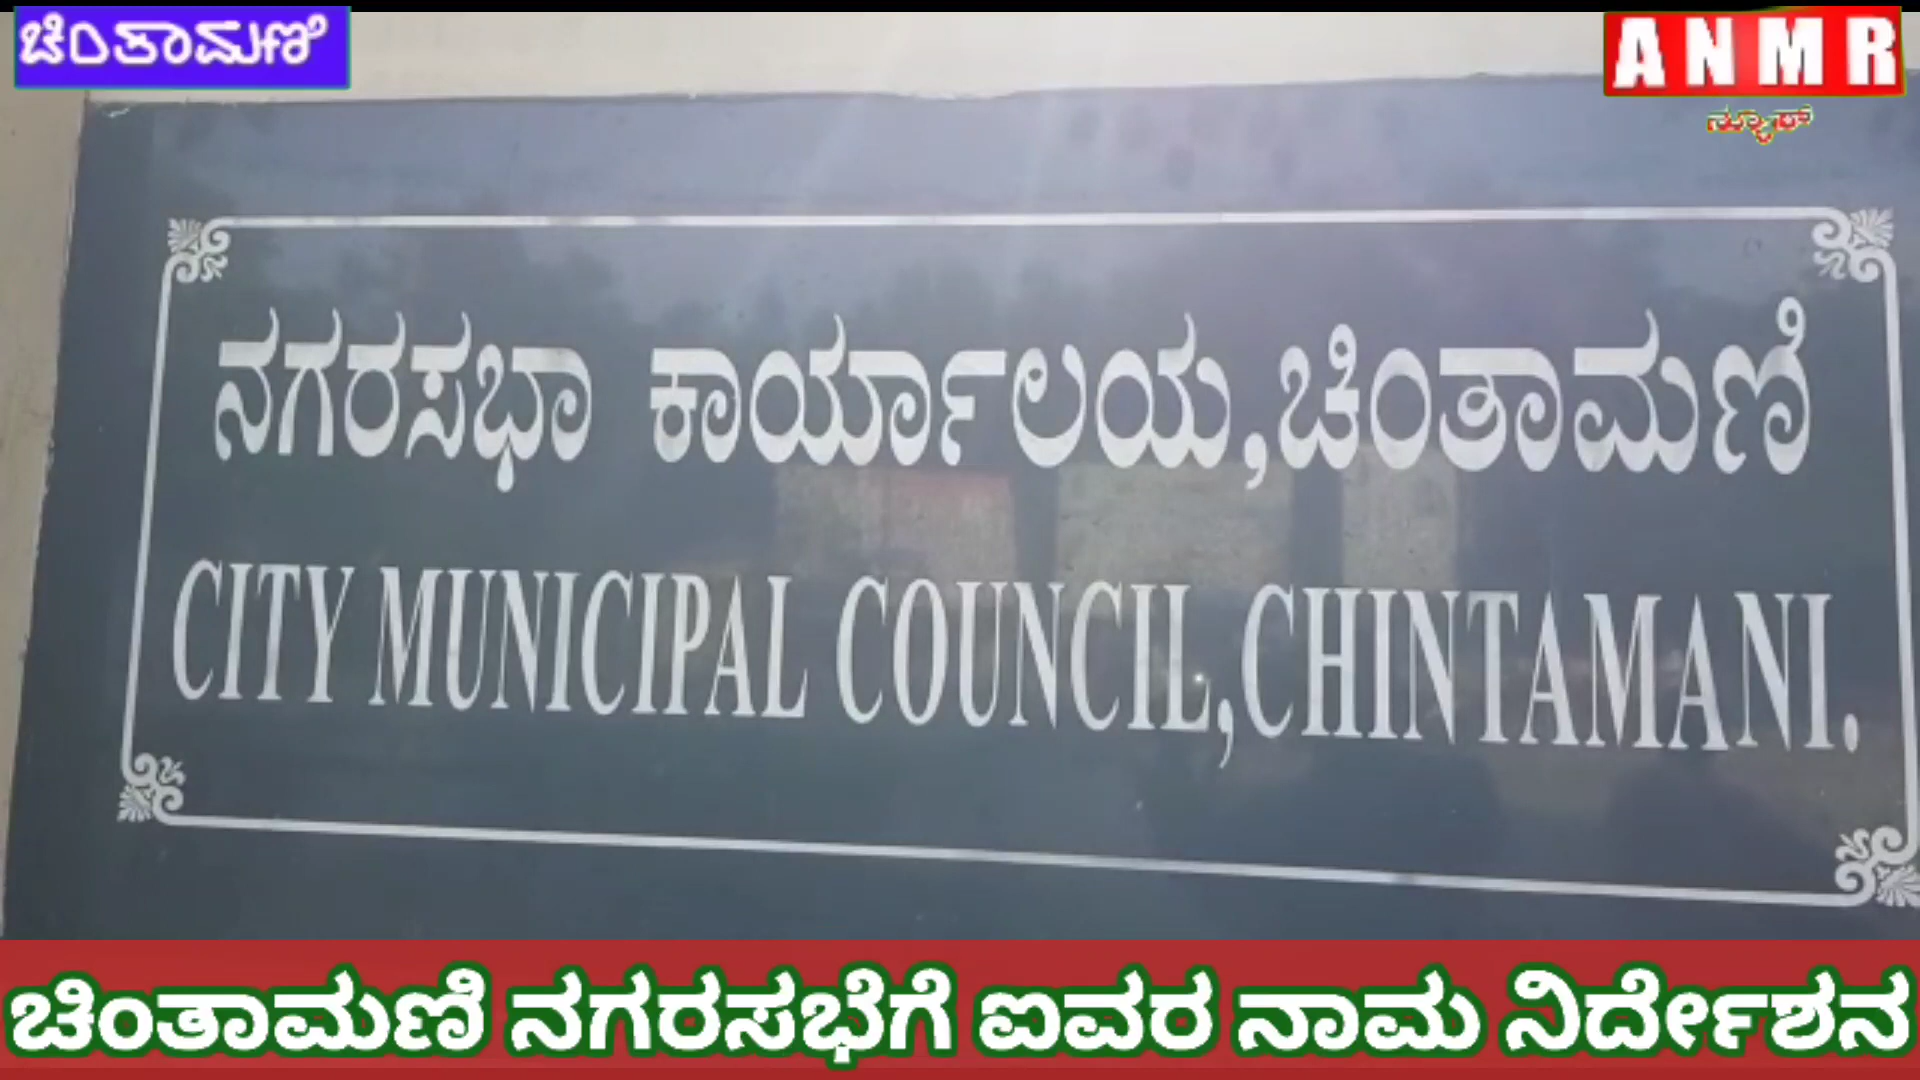 ಚಿಂತಾಮಣಿ
ANMR
ನ್ಯೂಸ್
ನಗರಸಭಾ ಕಾರ್ಯಾಲಯ,ಚಿಂತಾಮಣಿ
CITY MUNICIPAL COUNCIL,CHINTAMANI.
ಚಿಂತಾಮಣಿ ನಗರಸಭೆಗೆ ಐವರ ನಾಮ ನಿರ್ದೇಶನ